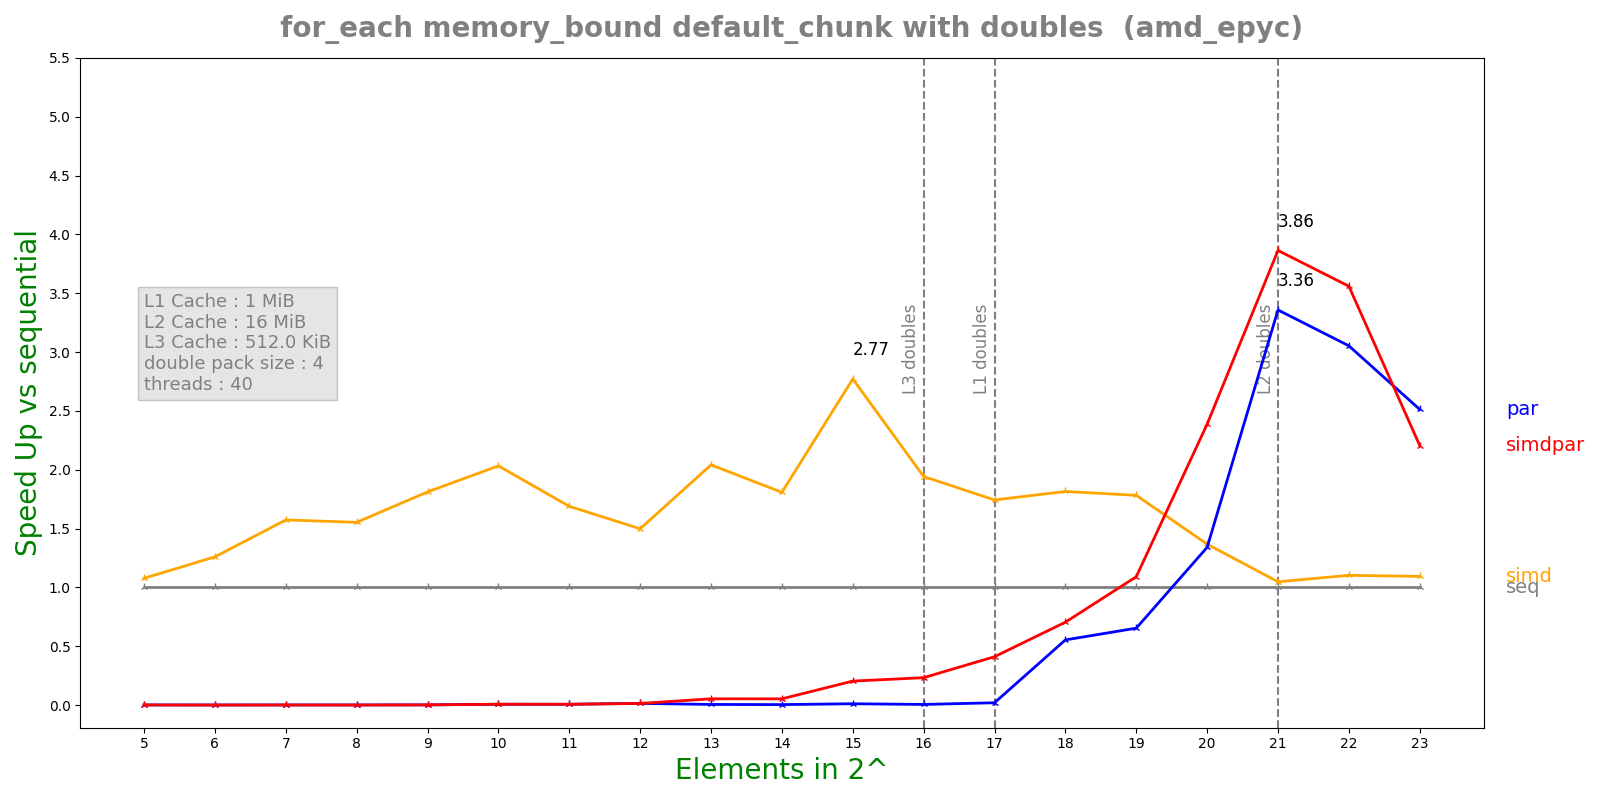 for_each memory_bound default_chunk with doubles  (amd_epyc)
Speed Up vs sequential
5.5
5.0
4.5
4.0
3.5
3.0
2.5
2.0
1.5
1.0
0.5
0.0
L1 Cache : 1 MiB
L2 Cache : 16 MiB
L3 Cache : 512.0 KiB
double pack size : 4
threads : 40
2.77
L3 doubles
L1 doubles
L2 doubles
3.86
3.36
par
simdpar
simd
seq
5 6 7 8 9 10 11 12 13 14 15 16 17 18 19 20 21 22 23
Elements in 2^